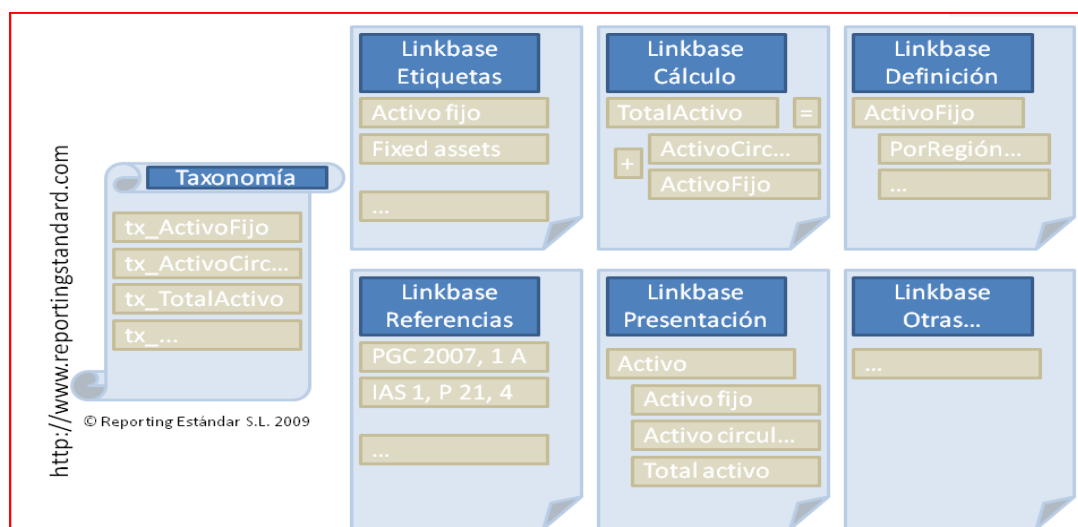 http://www.reportingstandard.com
Taxonomía
tx_ActivoFijo
tx_ActivoCirc...
tx_TotalActivo
tx_...
© Reporting Estándar S.L. 2009
Linkbase
Etiquetas
Activo fijo
Fixed assets
...
Linkbase
Cálculo
TotalActivo =
+ ActivoCirc...
ActivoFijo
Linkbase
Definición
ActivoFijo
PorRegión...
...
Linkbase
Referencias
PGC 2007, 1 A
IAS 1, P 21, 4
...
Linkbase
Presentación
Activo
Activo fijo
Activo circul...
Total activo
Linkbase
Otras...
...